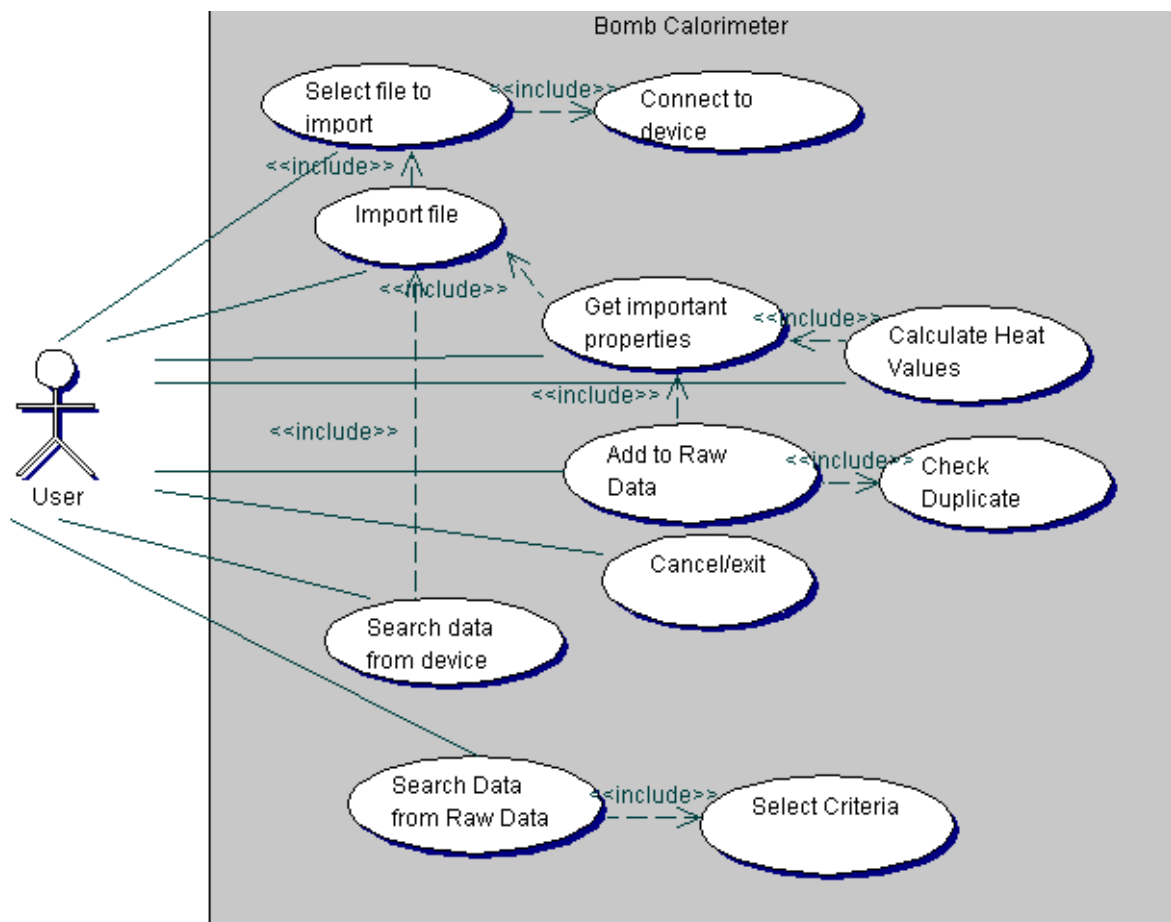 Bomb Calorimeter
Select file to
import
<<include>>
Connect to
device
<<include>>
Import file
<<include>>
Get important
properties
<<include>>
Calculate Heat
Values
<<include>>
<<include>>
Add to Raw
Data
<<include>>
Check
Duplicate
User
Cancel/exit
Search data
from device
Search Data
from Raw Data
<<include>>
Select Criteria